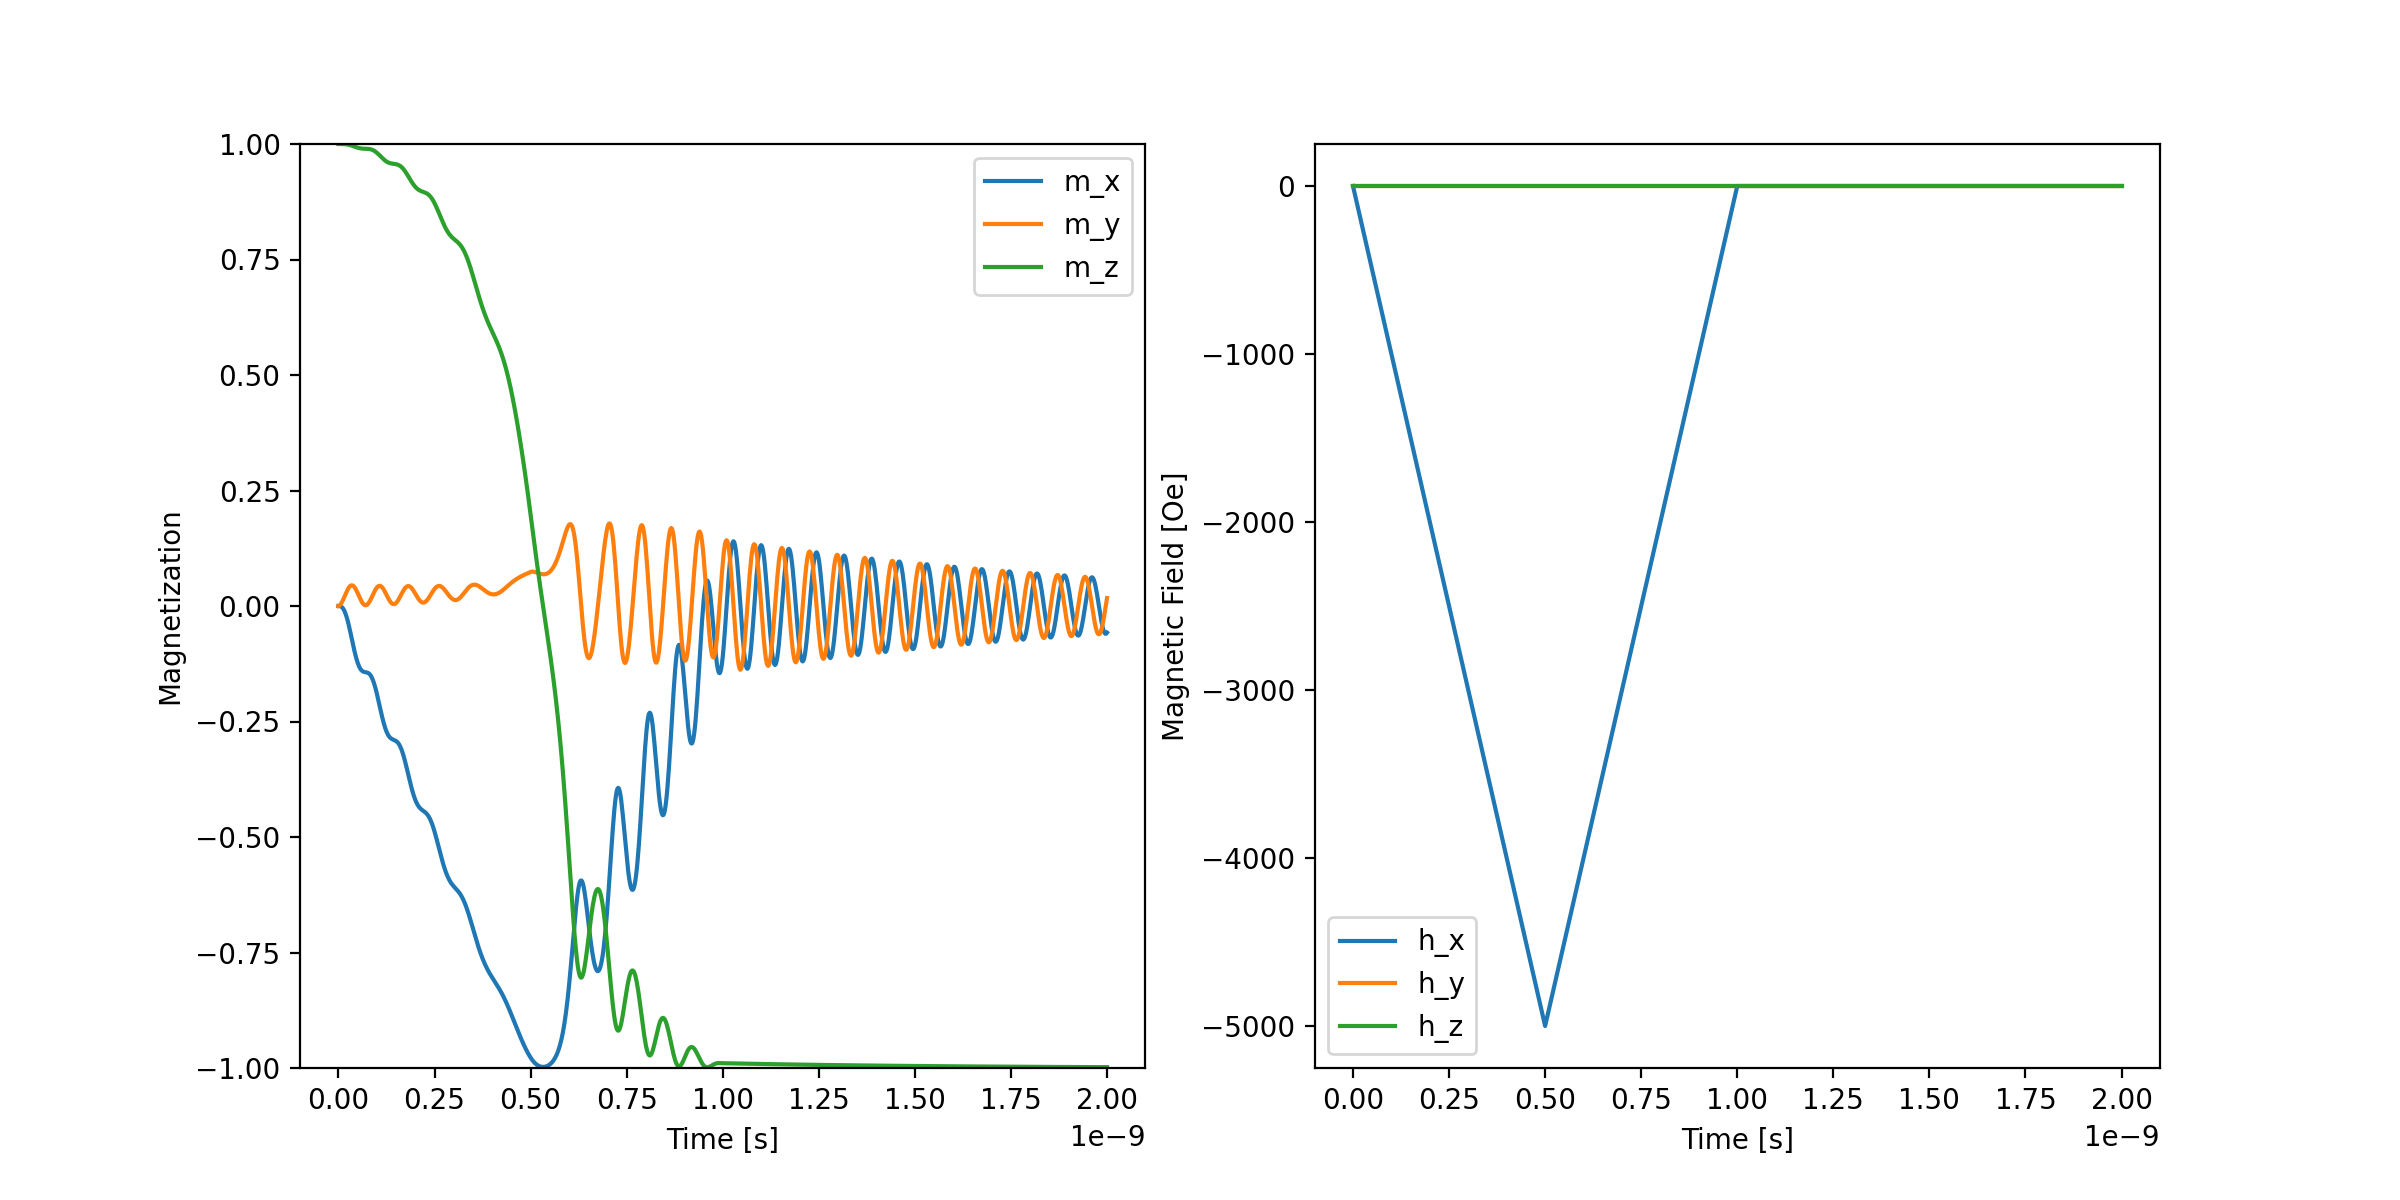 1.00
0.75
0.50
0.25
0.00
−0.25
−0.50
−0.75
−1.00
Magnetization
m_x
m_y
m_z
0.00 0.25 0.50 0.75 1.00 1.25 1.50 1.75 2.00
Time [s]
1e−9
0
−1000
−2000
−3000
−4000
−5000
Magnetic Field [Oe]
h_x
h_y
h_z
0.00 0.25 0.50 0.75 1.00 1.25 1.50 1.75 2.00
Time [s]
1e−9